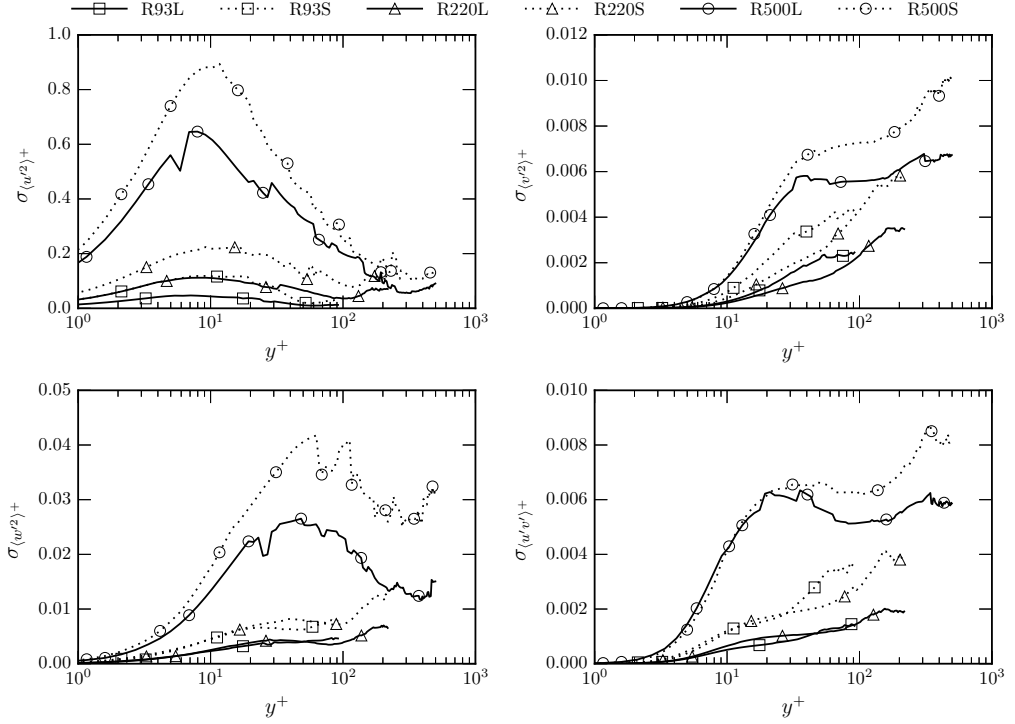 R93L R93S R220L R220S R500L R500S
1.0
0.8
0.6
0.4
0.2
0.0
10⁰ 10¹ 10² 10³
y⁺
σ⟨u′²⟩⁺
0.012
0.010
0.008
0.006
0.004
0.002
0.000
10⁰ 10¹ 10² 10³
y⁺
σ⟨v′²⟩⁺
0.05
0.04
0.03
0.02
0.01
0.00
10⁰ 10¹ 10² 10³
y⁺
σ⟨w′²⟩⁺
0.010
0.008
0.006
0.004
0.002
0.000
10⁰ 10¹ 10² 10³
y⁺
σ⟨u′v′⟩⁺